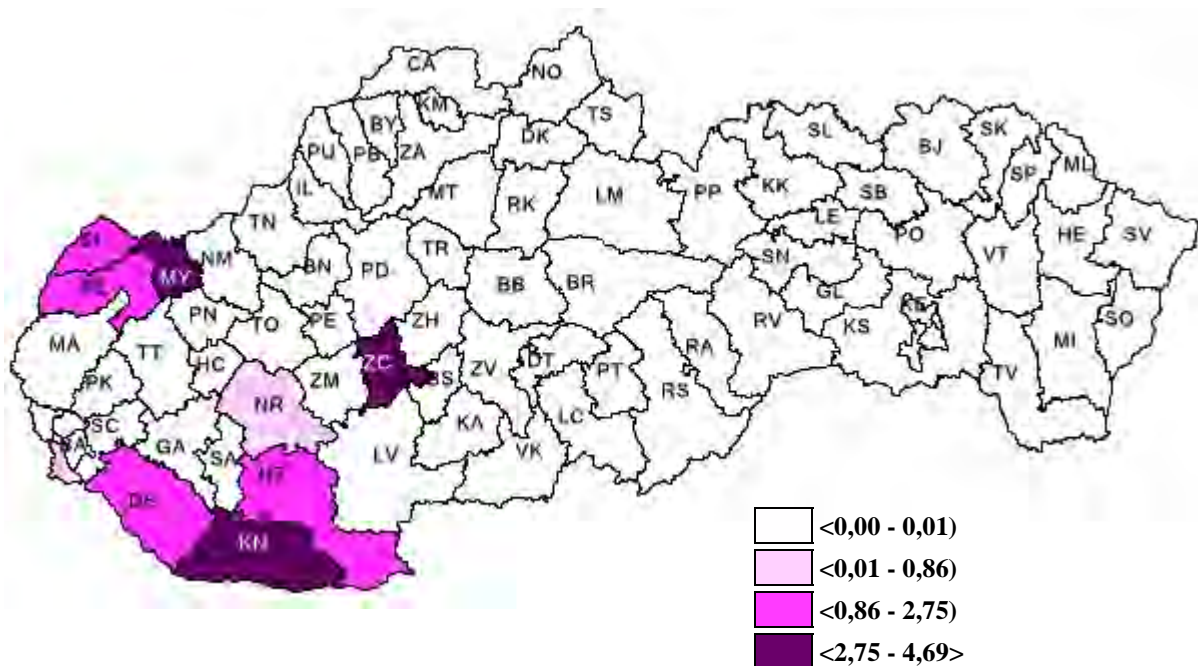 CA
NO
KM
TS
BY
DK
PU
PB
ZA
SL
BJ
SK
SP
ML
IL
MT
RK
LM
PP
KK
SB
LE
PO
TN
TR
HE
SV
SI
NM
MY
BN
PD
BB
BR
SN
VT
SE
GL
KE
PN
TO
PE
ZH
RV
KS
MI
SO
MA
TT
HC
ZM
ZC
BS
ZV
DT
PT
RA
TV
PK
NR
RS
SC
KA
LC
BA
GA
SA
LV
VK
NZ
DS
KN
<0,00 - 0,01)
<0,01 - 0,86)
<0,86 - 2,75)
<2,75 - 4,69>